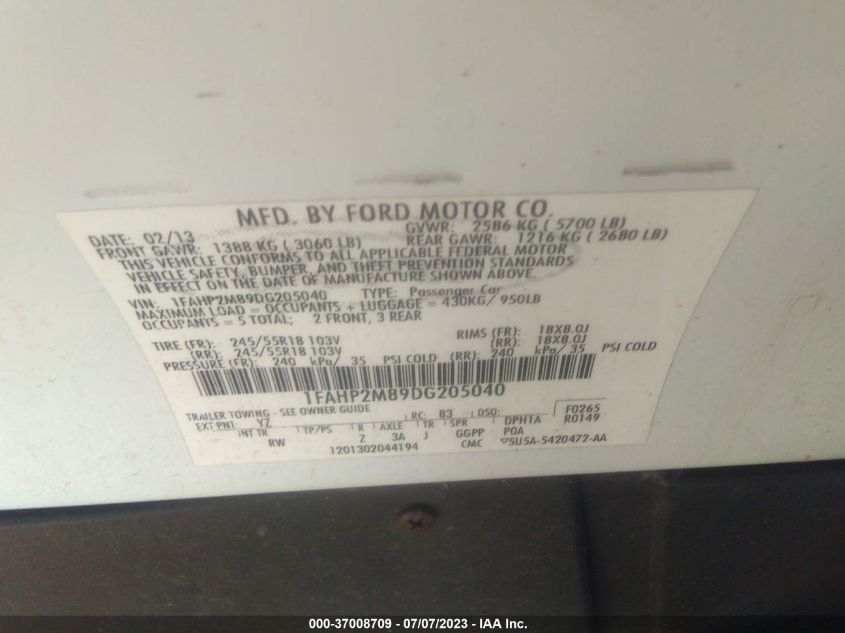 MFD. BY FORD MOTOR CO.
DATE: 02/13 GVWR: 2586 KG ( 5700 LB)
FRONT GAWR: 1388 KG ( 3060 LB) REAR GAWR: 1216 KG ( 2680 LB)
THIS VEHICLE CONFORMS TO ALL APPLICABLE FEDERAL MOTOR
VEHICLE SAFETY, BUMPER, AND THEFT PREVENTION STANDARDS
IN EFFECT ON THE DATE OF MANUFACTURE SHOWN ABOVE.
VIN: 1FAHP2M89DG205040 TYPE: Passenger Car
MAXIMUM LOAD = OCCUPANTS + LUGGAGE = 430KG/950LB
OCCUPANTS = 5 TOTAL; 2 FRONT, 3 REAR
TIRE (FR): 245/55R18 103V RIMS (FR): 18X8.0J
(RR): 245/55R18 103V (RR): 18X8.0J
PRESSURE (FR): 240 kPa/ 35 PSI COLD (RR): 240 kPa/ 35 PSI COLD
1FAHP2M89DG205040
TRAILER TOWING - SEE OWNER GUIDE RC: 83 DSO: F0265
EXT PNT: YZ R0149
INT TR TP/PS R AXLE TR SPR DPHTA
RW Z 3A J GGPP POA
1201302044194 CMC 5U5A-5420472-AA
000-37008709 - 07/07/2023 - IAA Inc.